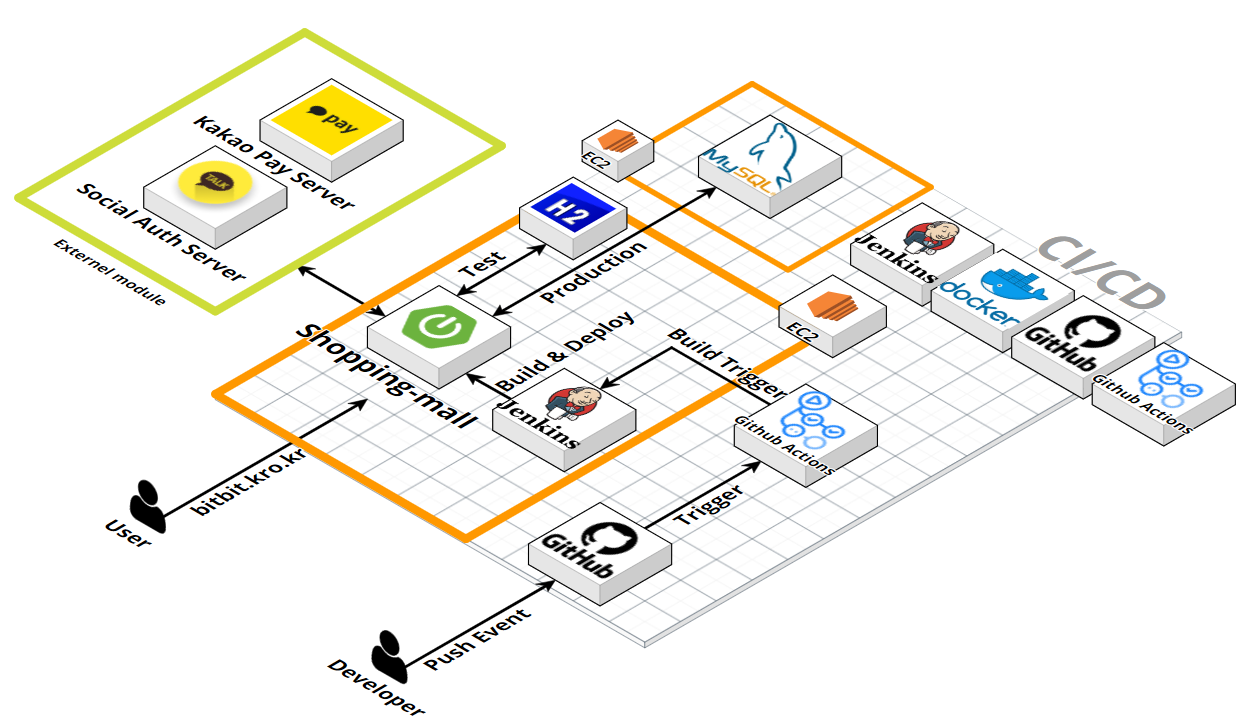 pay
Kakao Pay Server
TALK
Social Auth Server
Externel module
EC2
MySQL
H2
Test
Production
Jenkins
docker
GitHub
Github Actions
CI/CD
EC2
Shopping-mall
Build & Deploy
Jenkins
Build Trigger
Github Actions
bitbit.kro.kr
User
Trigger
GitHub
Push Event
Developer